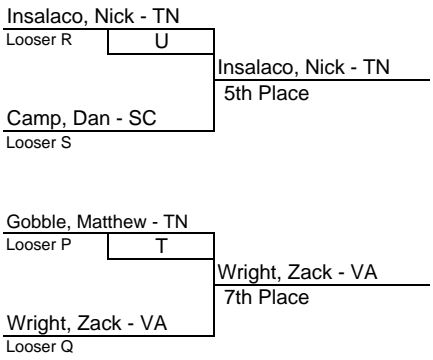 Insalaco, Nick - TN
Looser R
U
Insalaco, Nick - TN
5th Place
Camp, Dan - SC
Looser S
Gobble, Matthew - TN
Looser P
T
Wright, Zack - VA
7th Place
Wright, Zack - VA
Looser Q